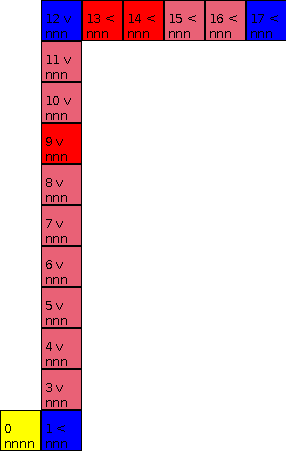 12 v 13 < 14 < 15 < 16 < 17 <
nnn nnn nnn nnn nnn nnn
11 v
nnn
10 v
nnn
9 v
nnn
8 v
nnn
7 v
nnn
6 v
nnn
5 v
nnn
4 v
nnn
3 v
nnn
0 1 <
nnnn nnn